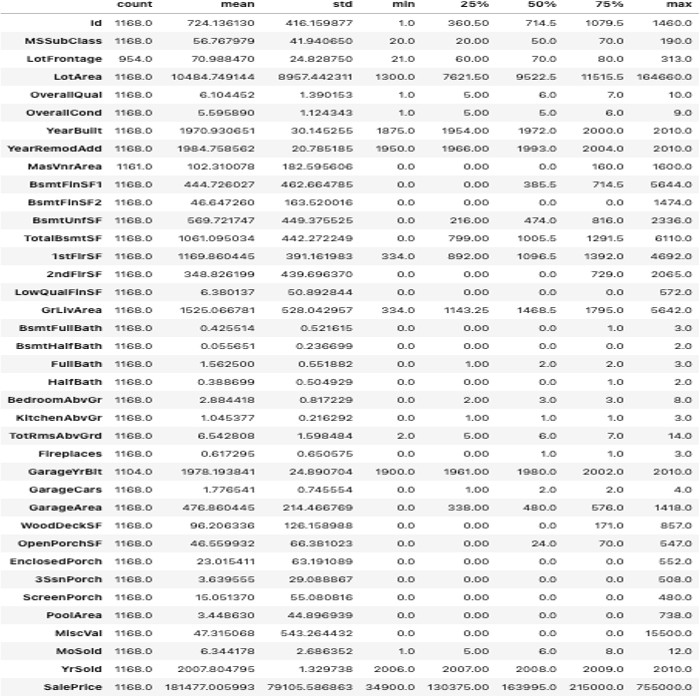 count mean std min 25% 50% 75% max
Id 1168.0 724.136130 416.159877 1.0 360.50 714.5 1079.5 1460.0
MSSubClass 1168.0 56.767979 41.940650 20.0 20.00 50.0 70.0 190.0
LotFrontage 954.0 70.988470 24.828750 21.0 60.00 70.0 80.0 313.0
LotArea 1168.0 10484.749144 8957.442311 1300.0 7621.50 9522.5 11515.5 164660.0
OverallQual 1168.0 6.104452 1.390153 1.0 5.00 6.0 7.0 10.0
OverallCond 1168.0 5.595890 1.124343 1.0 5.00 5.0 6.0 9.0
YearBuilt 1168.0 1970.930651 30.145255 1875.0 1954.00 1972.0 2000.0 2010.0
YearRemodAdd 1168.0 1984.758562 20.785185 1950.0 1966.00 1993.0 2004.0 2010.0
MasVnrArea 1161.0 102.310078 182.595606 0.0 0.00 0.0 160.0 1600.0
BsmtFinSF1 1168.0 444.726027 462.664785 0.0 0.00 385.5 714.5 5644.0
BsmtFinSF2 1168.0 46.647260 163.520016 0.0 0.00 0.0 0.0 1474.0
BsmtUnfSF 1168.0 569.721747 449.375525 0.0 216.00 474.0 816.0 2336.0
TotalBsmtSF 1168.0 1061.095034 442.272249 0.0 799.00 1005.5 1291.5 6110.0
1stFlrSF 1168.0 1169.860445 391.161983 334.0 892.00 1096.5 1392.0 4692.0
2ndFlrSF 1168.0 348.826199 439.696370 0.0 0.00 0.0 729.0 2065.0
LowQualFinSF 1168.0 6.380137 50.892844 0.0 0.00 0.0 0.0 572.0
GrLivArea 1168.0 1525.066781 528.042957 334.0 1143.25 1468.5 1795.0 5642.0
BsmtFullBath 1168.0 0.425514 0.521615 0.0 0.00 0.0 1.0 3.0
BsmtHalfBath 1168.0 0.055651 0.236699 0.0 0.00 0.0 0.0 2.0
FullBath 1168.0 1.562500 0.551882 0.0 1.00 2.0 2.0 3.0
HalfBath 1168.0 0.388699 0.504929 0.0 0.00 0.0 1.0 2.0
BedroomAbvGr 1168.0 2.884418 0.817229 0.0 2.00 3.0 3.0 8.0
KitchenAbvGr 1168.0 1.045377 0.216292 0.0 1.00 1.0 1.0 3.0
TotRmsAbvGrd 1168.0 6.542808 1.598484 2.0 5.00 6.0 7.0 14.0
Fireplaces 1168.0 0.617295 0.650575 0.0 0.00 1.0 1.0 3.0
GarageYrBlt 1104.0 1978.193841 24.890704 1900.0 1961.00 1980.0 2002.0 2010.0
GarageCars 1168.0 1.776541 0.745554 0.0 1.00 2.0 2.0 4.0
GarageArea 1168.0 476.860445 214.466769 0.0 338.00 480.0 576.0 1418.0
WoodDeckSF 1168.0 96.206336 126.158988 0.0 0.00 0.0 171.0 857.0
OpenPorchSF 1168.0 46.559932 66.381023 0.0 0.00 24.0 70.0 547.0
EnclosedPorch 1168.0 23.015411 63.191089 0.0 0.00 0.0 0.0 552.0
3SsnPorch 1168.0 3.639555 29.088867 0.0 0.00 0.0 0.0 508.0
ScreenPorch 1168.0 15.051370 55.080816 0.0 0.00 0.0 0.0 480.0
PoolArea 1168.0 3.448630 44.896939 0.0 0.00 0.0 0.0 738.0
MiscVal 1168.0 47.315068 543.264432 0.0 0.00 0.0 0.0 15500.0
MoSold 1168.0 6.344178 2.686352 1.0 5.00 6.0 8.0 12.0
YrSold 1168.0 2007.804795 1.329738 2006.0 2007.00 2008.0 2009.0 2010.0
SalePrice 1168.0 181477.005993 79105.586863 34900.0 130375.00 163995.0 215000.0 755000.0